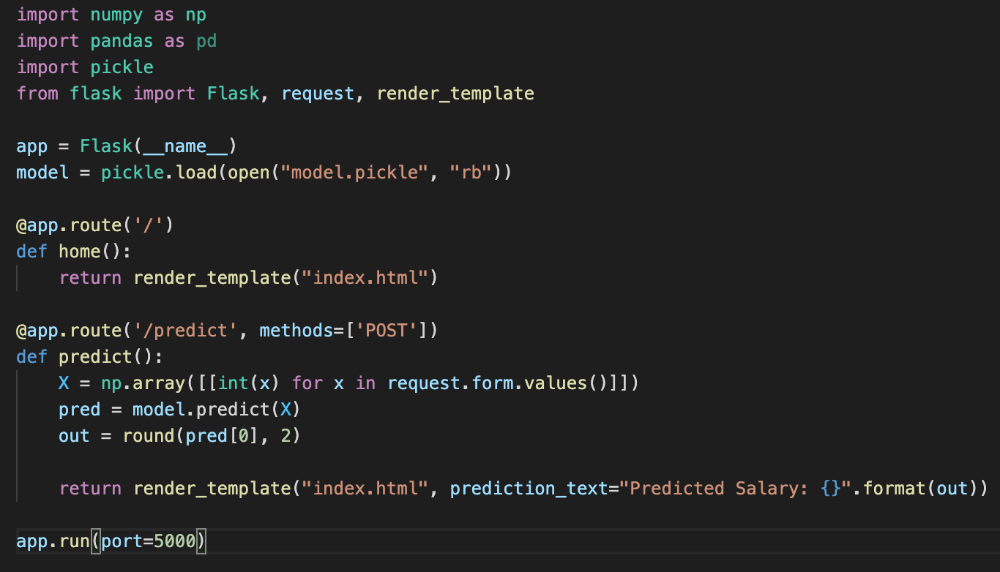 import numpy as np
import pandas as pd
import pickle
from flask import Flask, request, render_template

app = Flask(__name__)
model = pickle.load(open("model.pickle", "rb"))

@app.route('/')
def home():
    return render_template("index.html")

@app.route('/predict', methods=['POST'])
def predict():
    X = np.array([[int(x) for x in request.form.values()]])
    pred = model.predict(X)
    out = round(pred[0], 2)

    return render_template("index.html", prediction_text="Predicted Salary: {}".format(out))

app.run(port=5000)